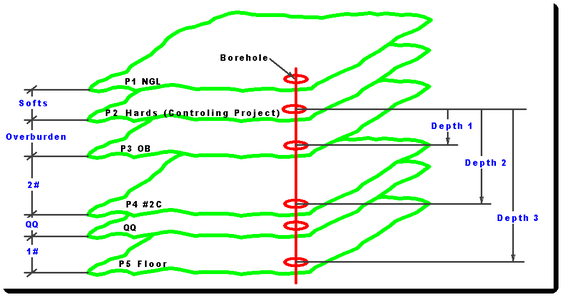 Borehole
P1 NGL
Softs
P2 Hards (Controling Project)
Depth 1
Overburden
P3 OB
Depth 2
2#
P4 #2C
Depth 3
QQ
QQ
1#
P5 Floor